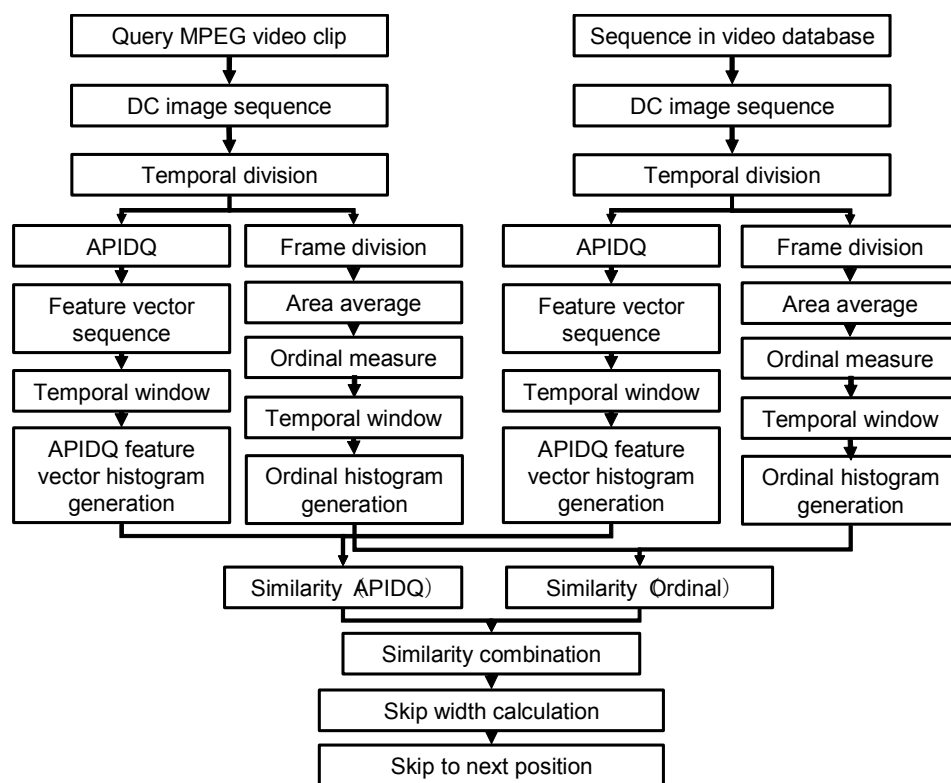 Query MPEG video clip
Sequence in video database
DC image sequence
DC image sequence
Temporal division
Temporal division
APIDQ
Frame division
APIDQ
Frame division
Feature vector
sequence
Area average
Feature vector
sequence
Area average
Ordinal measure
Ordinal measure
Temporal window
Temporal window
Temporal window
Temporal window
APIDQ feature
vector histogram
generation
Ordinal histogram
generation
APIDQ feature
vector histogram
generation
Ordinal histogram
generation
Similarity（APIDQ）
Similarity（Ordinal）
Similarity combination
Skip width calculation
Skip to next position